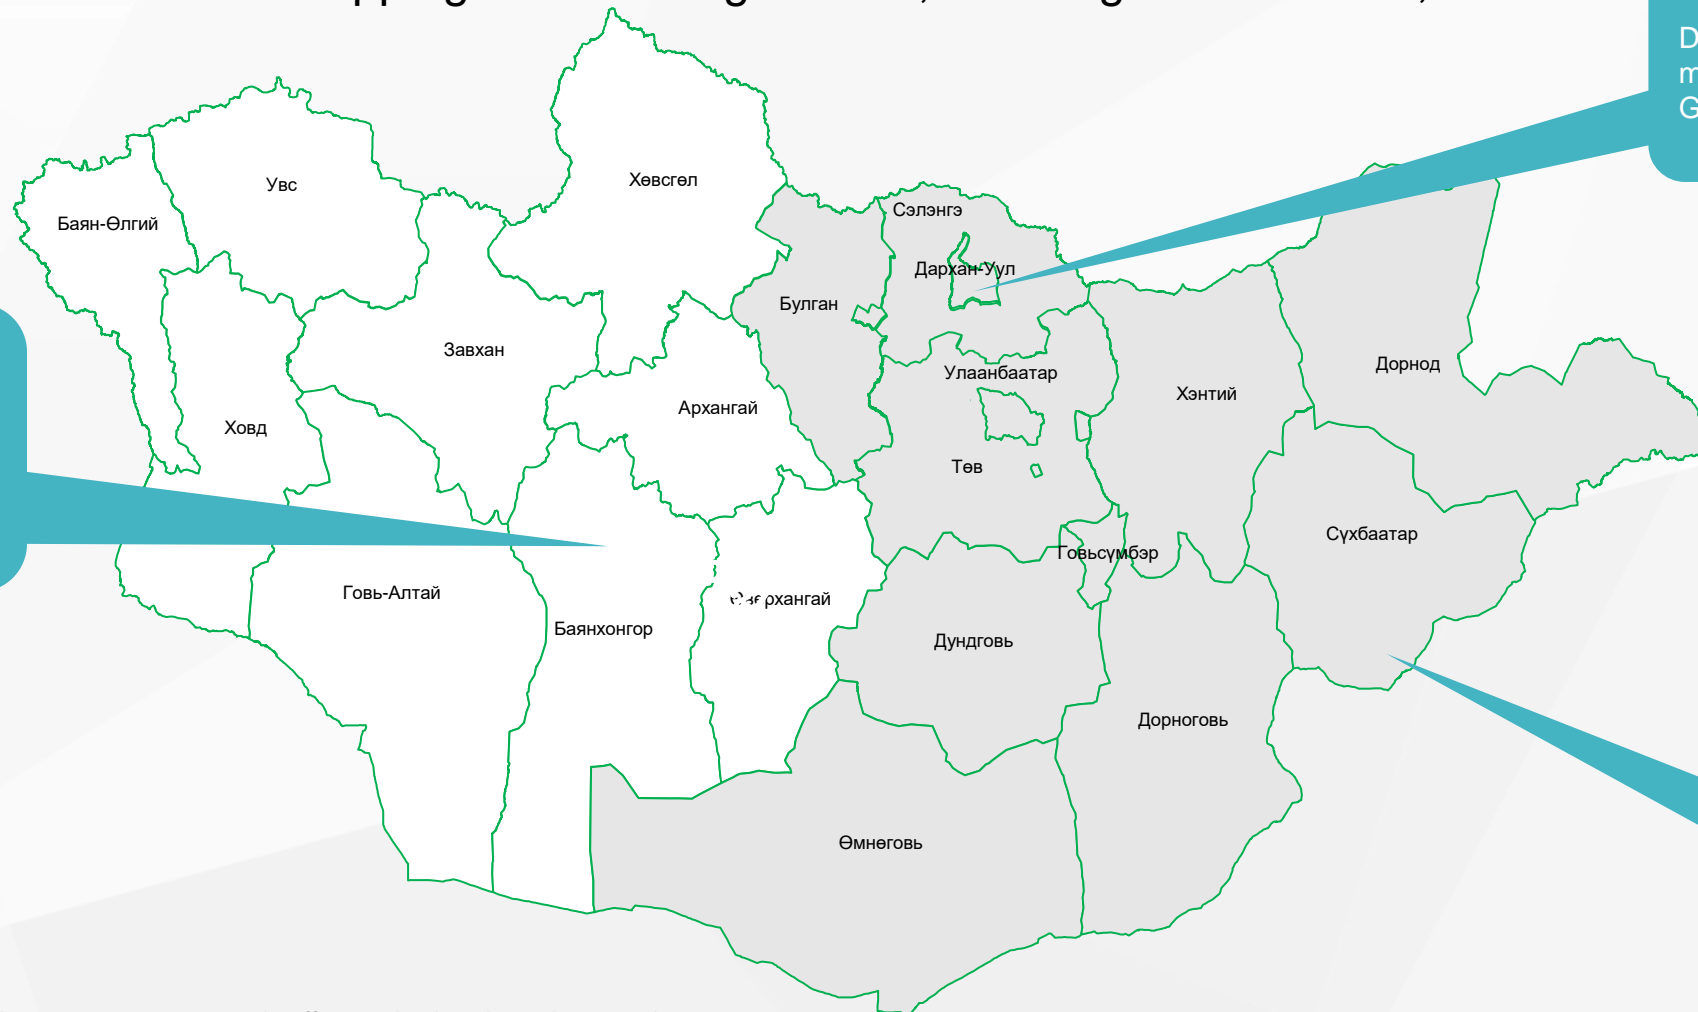 D
m
G
Увс
Хөвсгөл
Баян-Өлгий
Сэлэнгэ
Дархан-Уул
Булган
Завхан
Улаанбаатар
Дорнод
Хэнтий
Архангай
Ховд
Төв
Сүхбаатар
Говьсүмбэр
Говь-Алтай
рхангай
Баянхонгор
Дундговь
Дорноговь
Өмнөговь